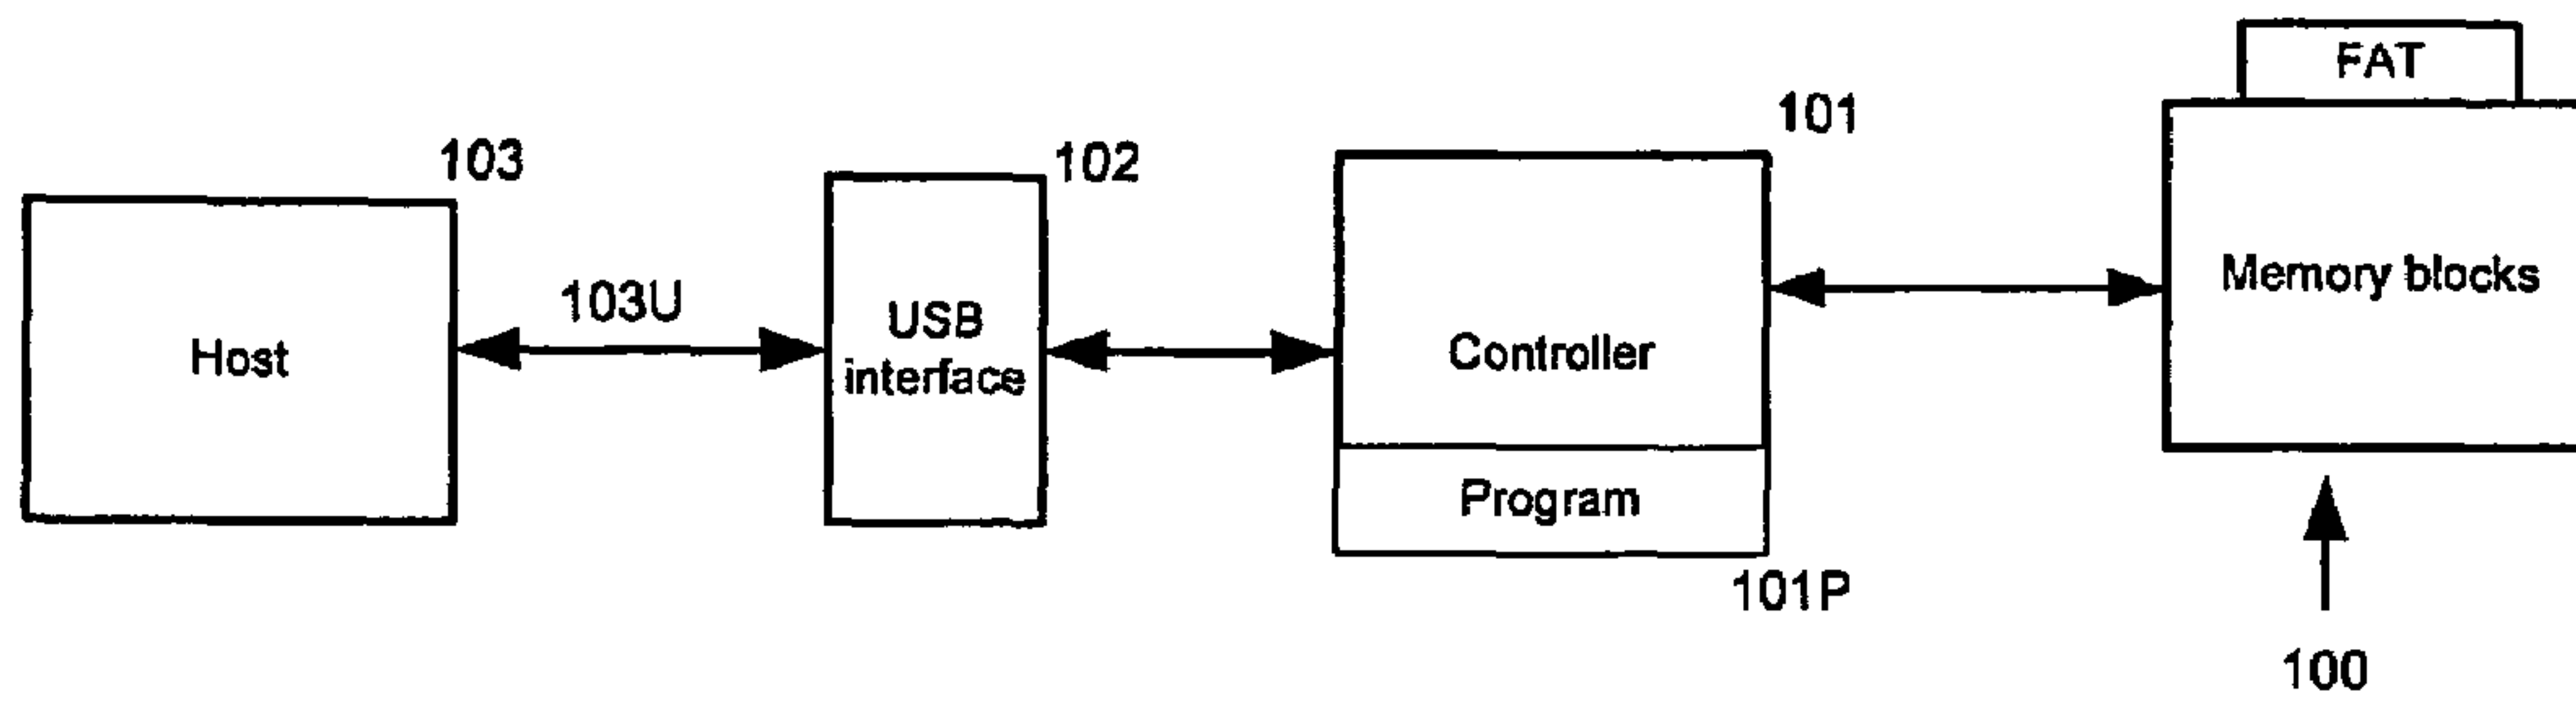 FAT
101
103
102
103U
Host
USB
interface
Controller
Memory blocks
Program
101P
100